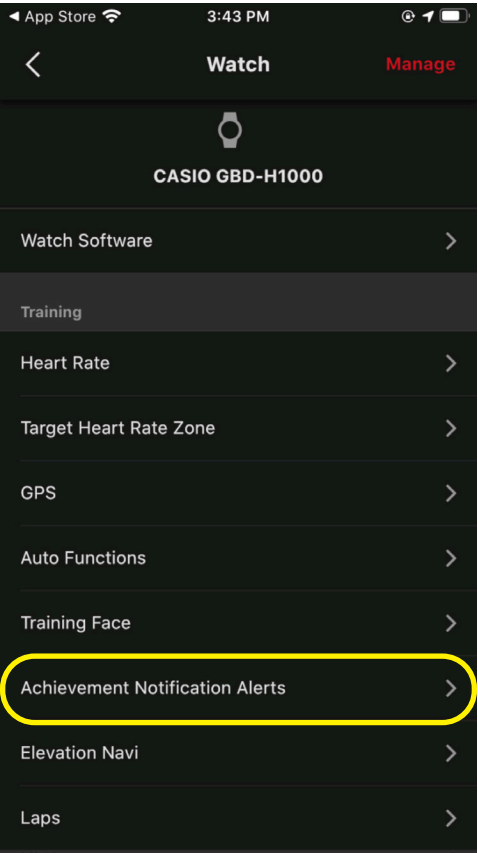 App Store
3:43 PM
Watch
Manage
CASIO GBD-H1000
Watch Software
Training
Heart Rate
Target Heart Rate Zone
GPS
Auto Functions
Training Face
Achievement Notification Alerts
Elevation Navi
Laps